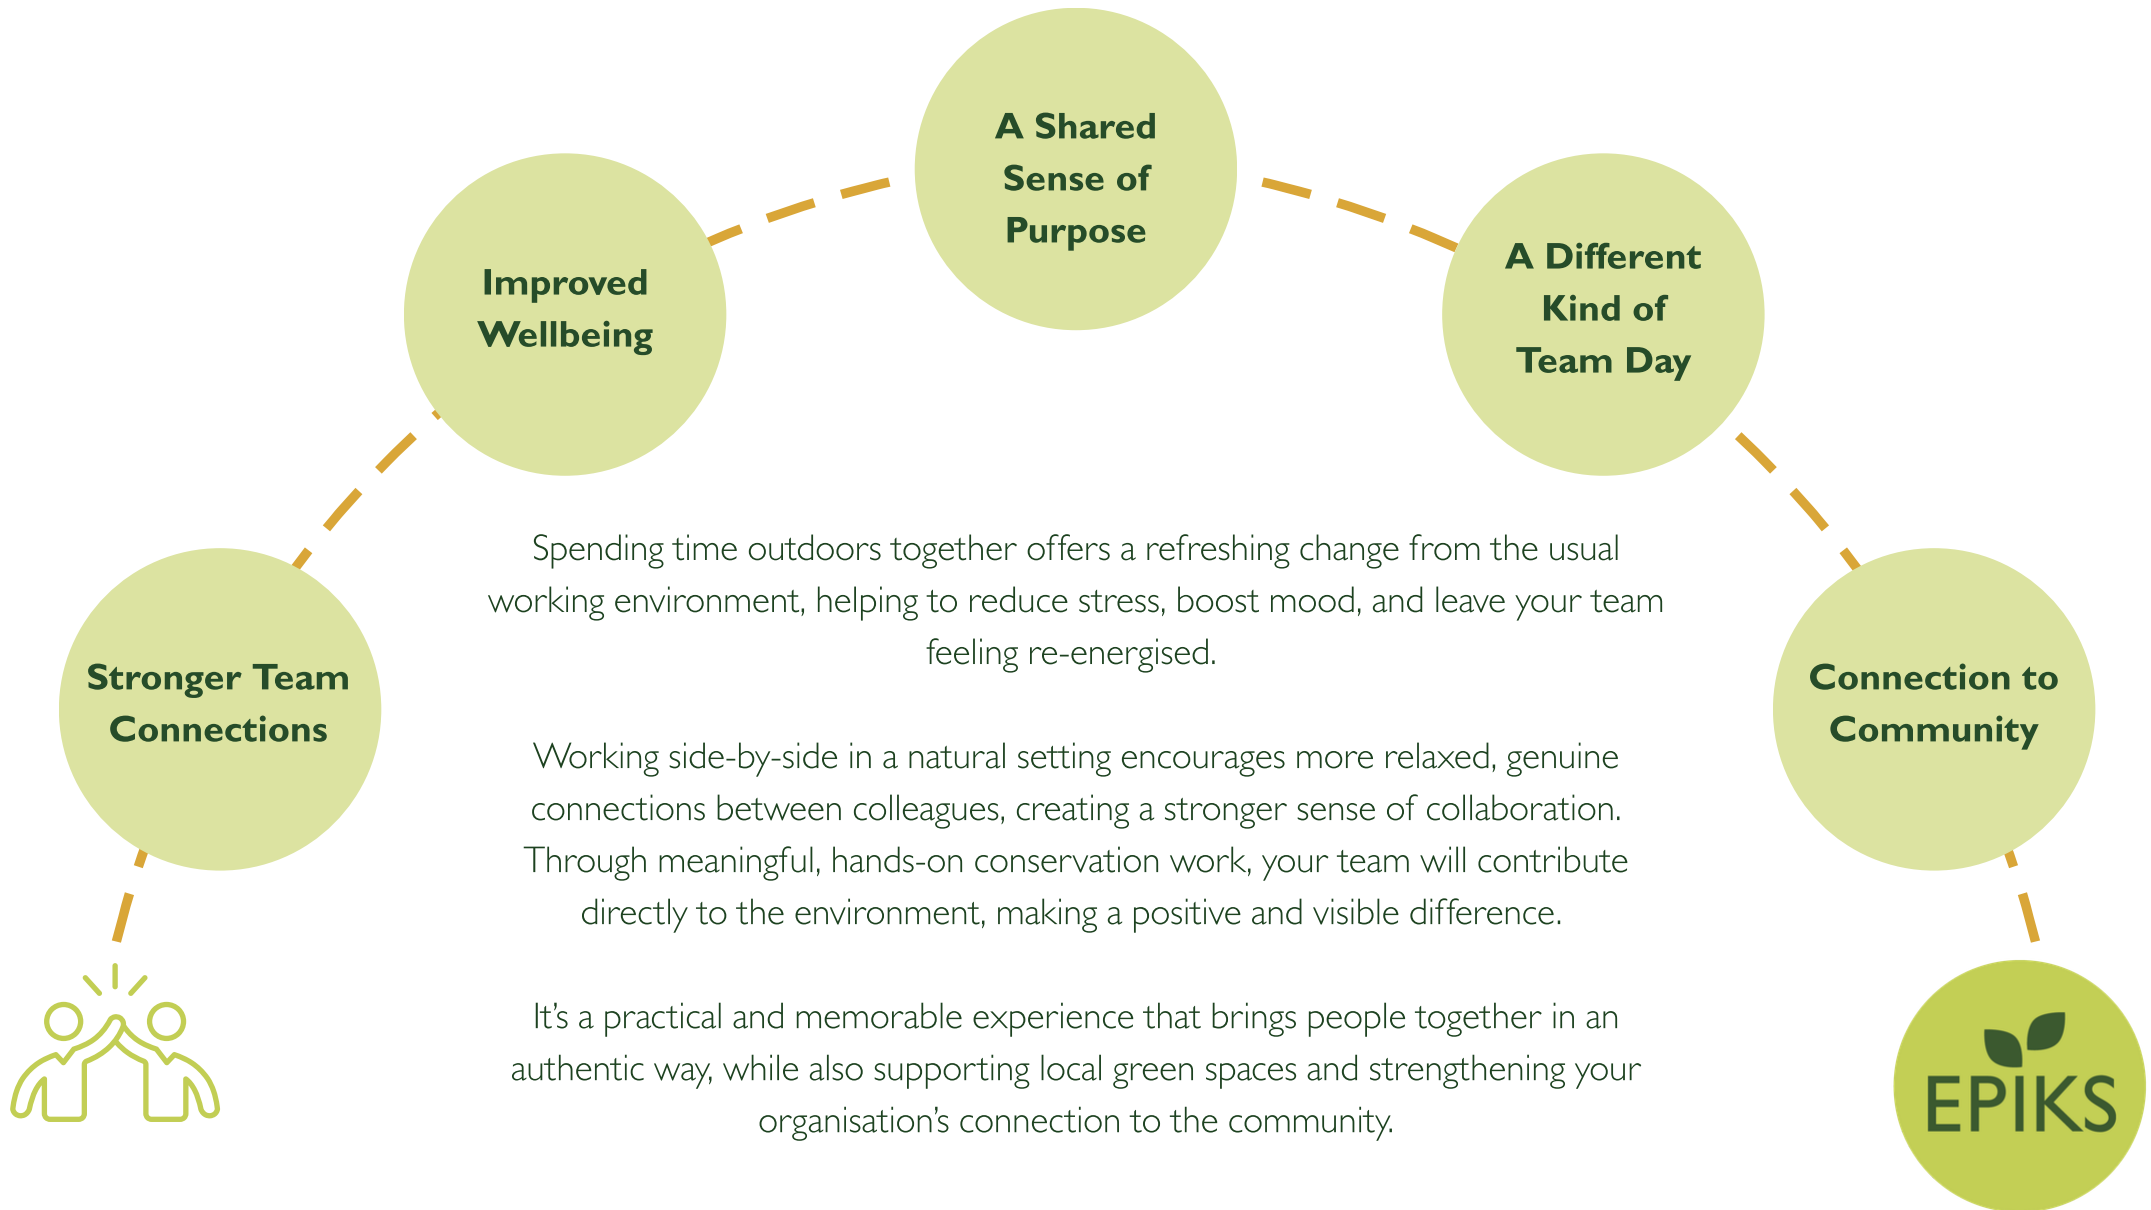 A Shared
Sense of
Purpose
Improved
Wellbeing
A Different
Kind of
Team Day
Stronger Team
Connections
Connection to
Community
Spending time outdoors together offers a refreshing change from the usual
working environment, helping to reduce stress, boost mood, and leave your team
feeling re-energised.
Working side-by-side in a natural setting encourages more relaxed, genuine
connections between colleagues, creating a stronger sense of collaboration.
Through meaningful, hands-on conservation work, your team will contribute
directly to the environment, making a positive and visible difference.
It’s a practical and memorable experience that brings people together in an
authentic way, while also supporting local green spaces and strengthening your
organisation’s connection to the community.
EPIKS